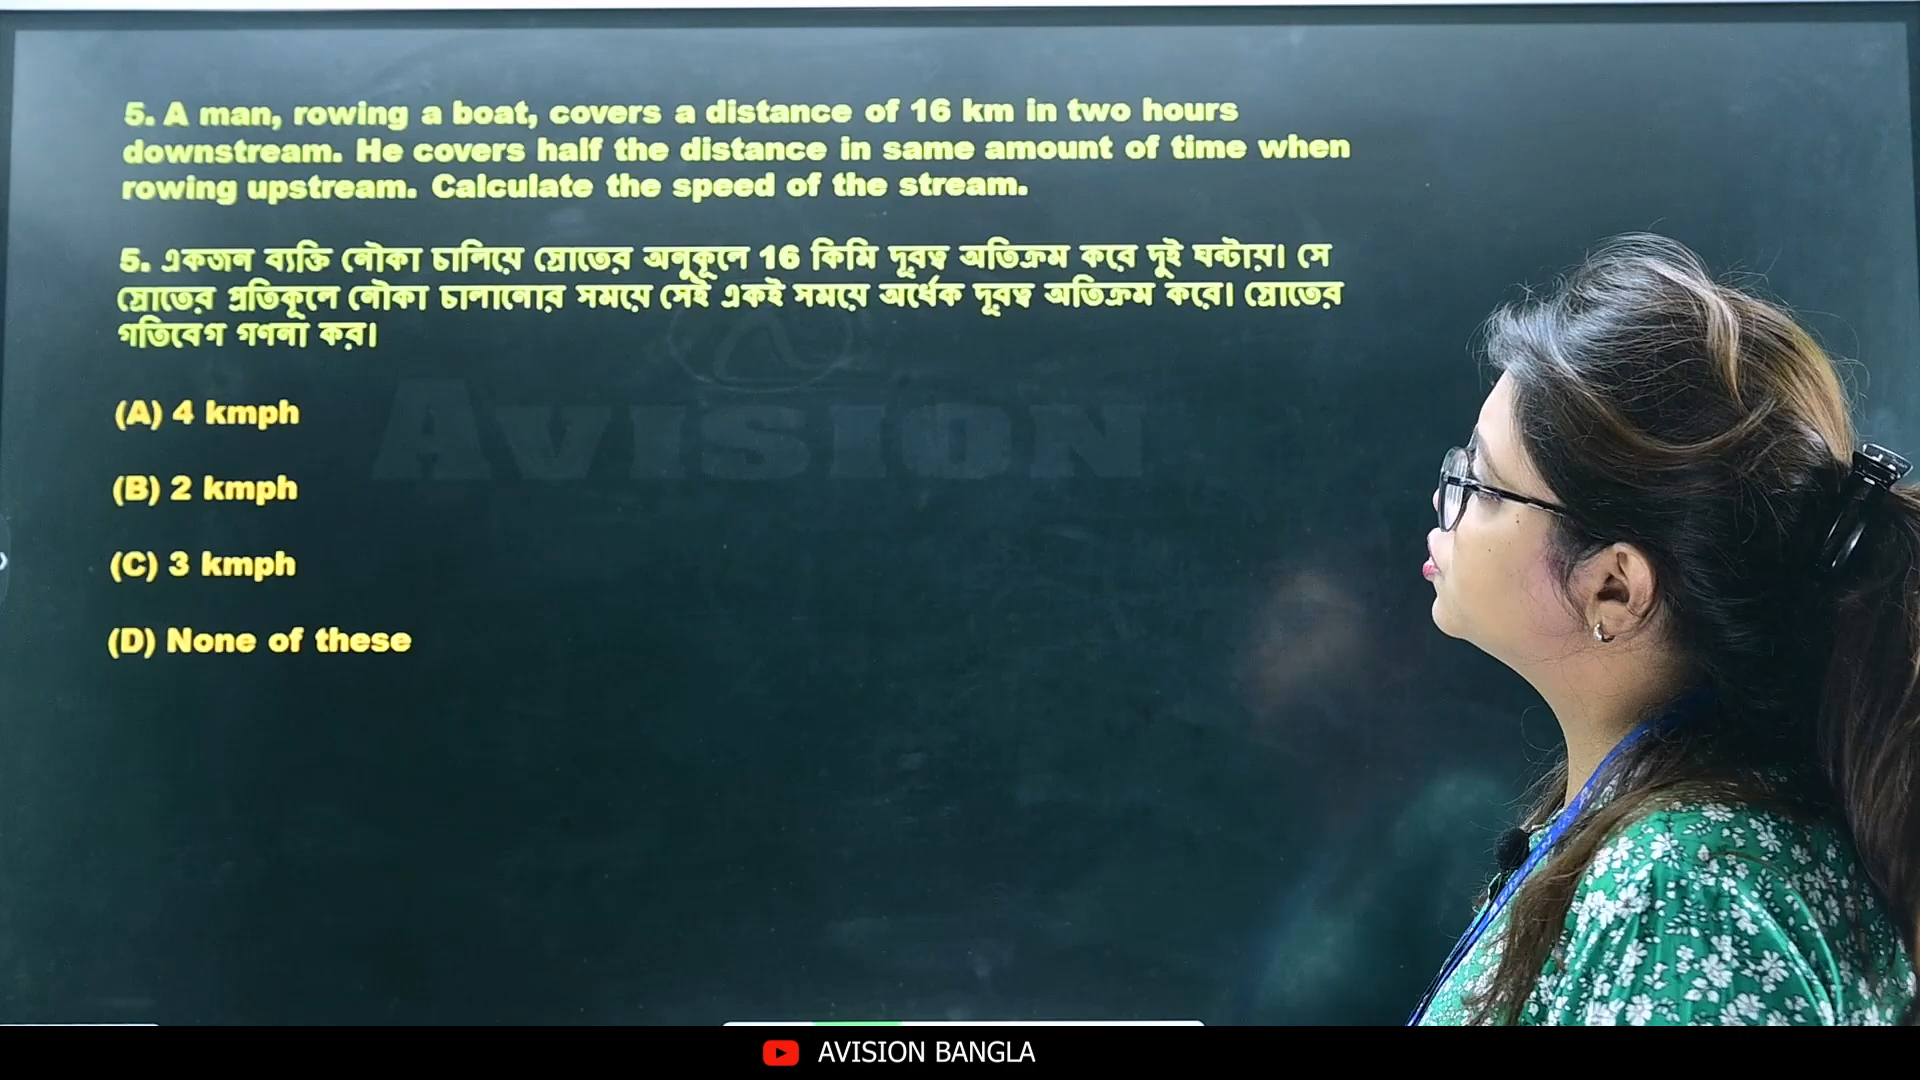 5. A man, rowing a boat, covers a distance of 16 km in two hours
downstream. He covers half the distance in same amount of time when
rowing upstream. Calculate the speed of the stream.
5. একজন ব্যক্তি নৌকা চালিয়ে স্রোতের অনুকূলে 16 কিমি দূরত্ব অতিক্রম করে দুই ঘন্টায়। সে
স্রোতের প্রতিকূলে নৌকা চালানোর সময়ে সেই একই সময়ে অর্ধেক দূরত্ব অতিক্রম করে। স্রোতের
গতিবেগ গণনা কর।
AVISION
(A) 4 kmph
(B) 2 kmph
(C) 3 kmph
(D) None of these
AVISION BANGLA